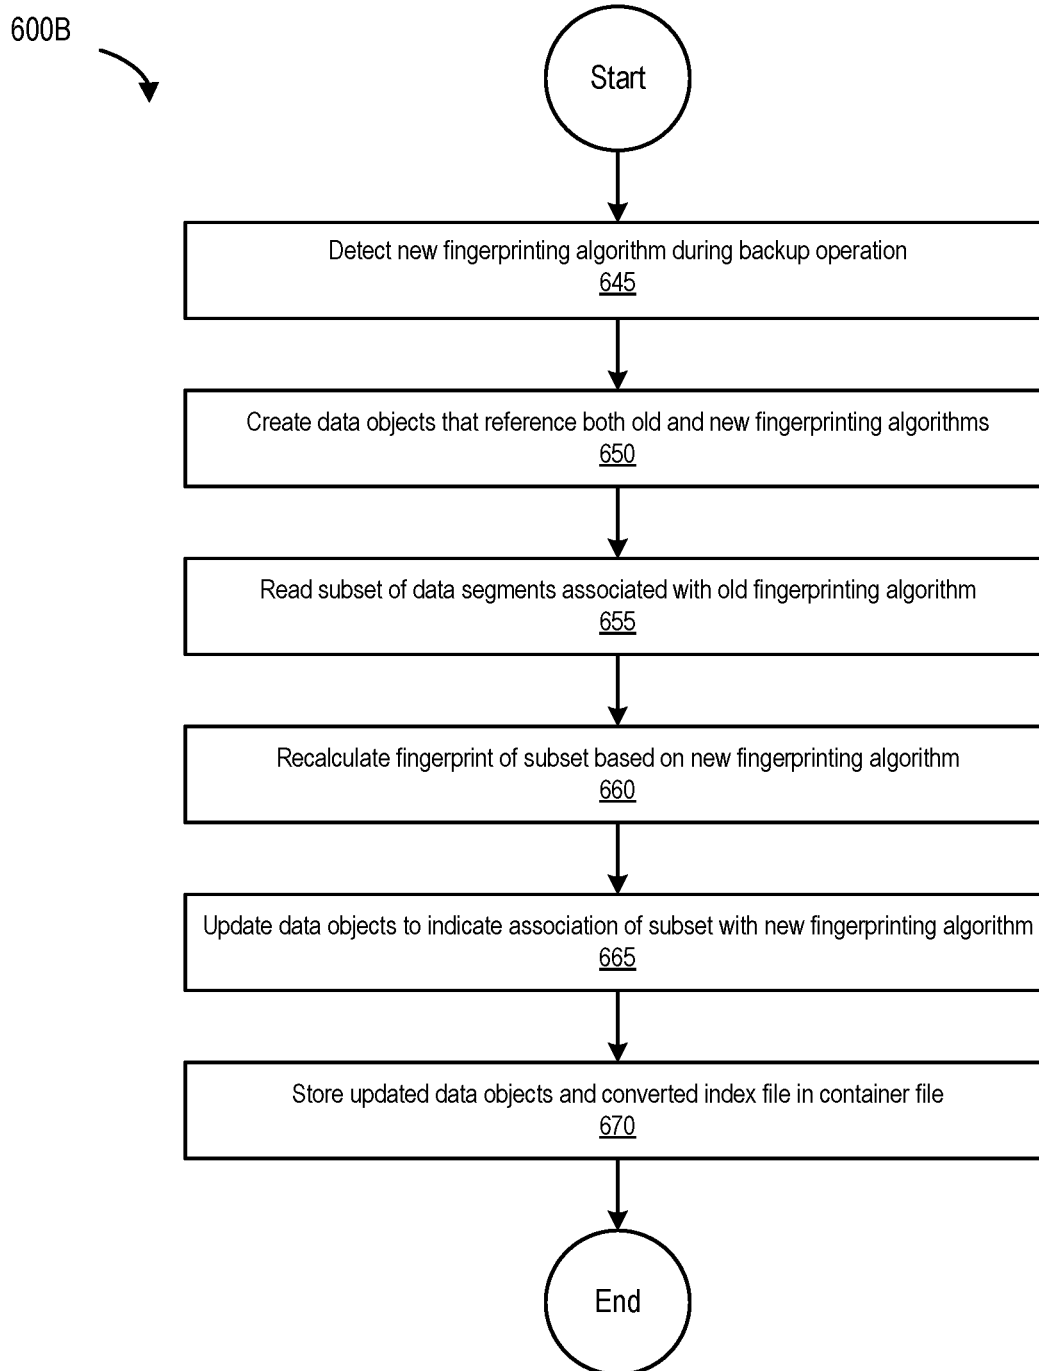 600B
Start
Detect new fingerprinting algorithm during backup operation
645
Create data objects that reference both old and new fingerprinting algorithms
650
Read subset of data segments associated with old fingerprinting algorithm
655
Recalculate fingerprint of subset based on new fingerprinting algorithm
660
Update data objects to indicate association of subset with new fingerprinting algorithm
665
Store updated data objects and converted index file in container file
670
End